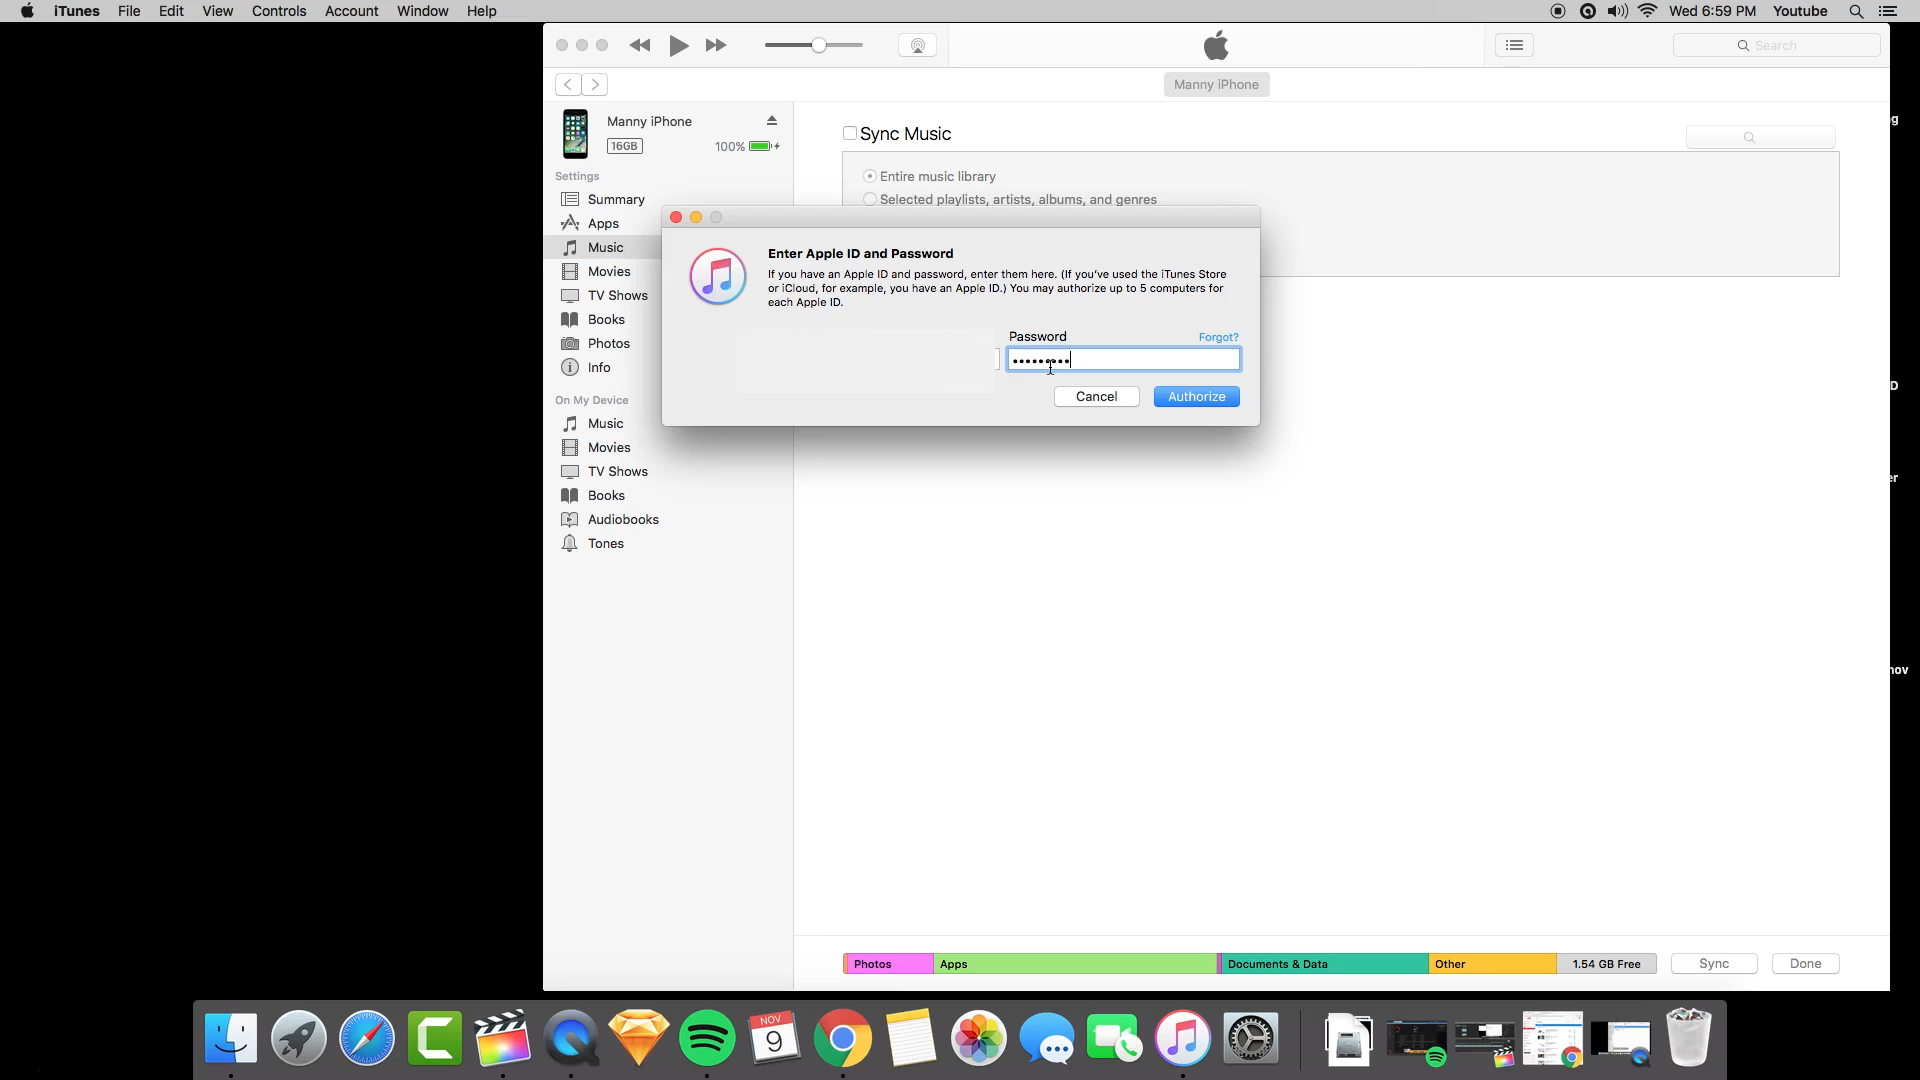 iTunes File Edit View Controls Account Window Help Wed 6:59 PM Youtube
Search
Manny iPhone
Manny iPhone
16GB 100%
Settings
Summary
Apps
Music
Movies
TV Shows
Books
Photos
Info
On My Device
Music
Movies
TV Shows
Books
Audiobooks
Tones
Sync Music
Entire music library
Selected playlists, artists, albums, and genres
Enter Apple ID and Password
If you have an Apple ID and password, enter them here. (If you've used the iTunes Store
or iCloud, for example, you have an Apple ID.) You may authorize up to 5 computers for
each Apple ID.
Password Forgot?
Cancel Authorize
g
D
er
nov
Photos Apps Documents & Data Other 1.54 GB Free Sync Done
NOV
9